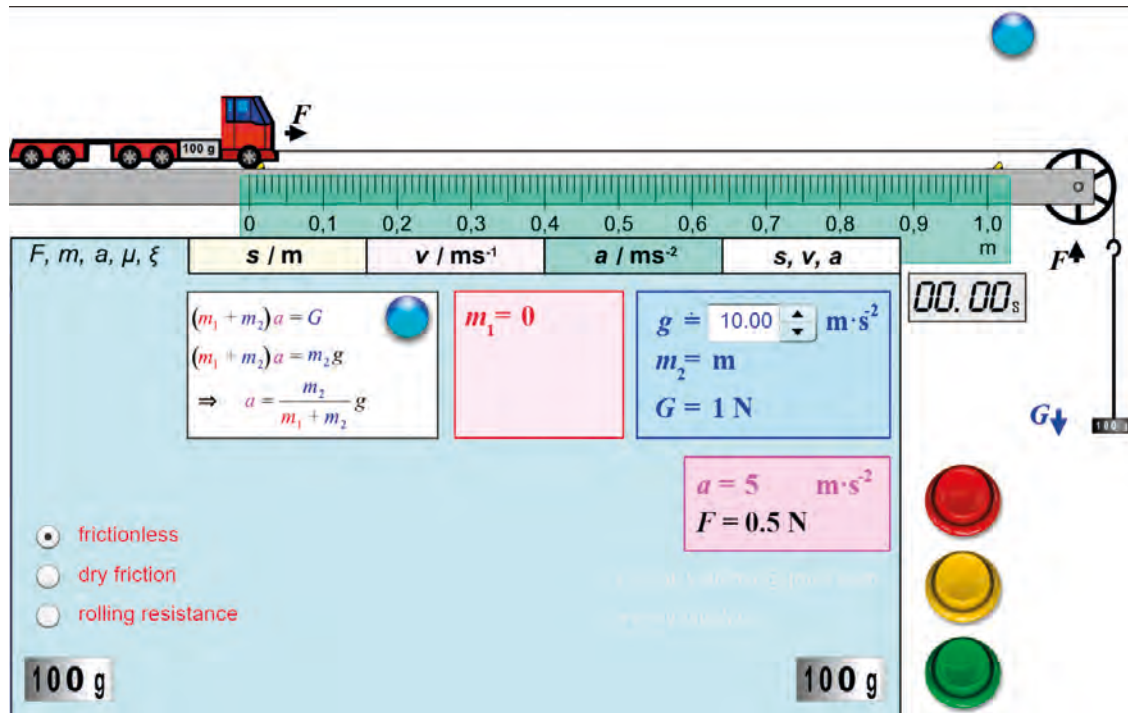 F
100 g
0 0,1 0,2 0,3 0,4 0,5 0,6 0,7 0,8 0,9 1,0
m
F
F, m, a, μ, ξ
s / m
v / ms⁻¹
a / ms⁻²
s, v, a
00.00s
(m₁ + m₂)a = G
(m₁ + m₂)a = m₂g
⇒ a = m₂ / (m₁ + m₂) g
m₁= 0
g ≐ 10.00 m·s⁻²
m₂= m
G = 1 N
G
100 g
a = 5 m·s⁻²
F = 0.5 N
frictionless
dry friction
rolling resistance
100 g
100 g